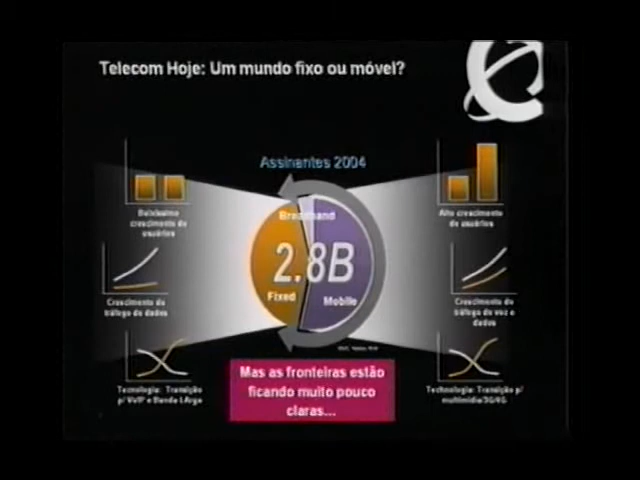 Telecom Hoje: Um mundo fixo ou móvel?
Assinantes 2004
Baixíssimo
crescimento de
usuários
Alto crescimento
de usuários
Broadband
2.8B
Fixed
Mobile
Crescimento do
tráfego de dados
Crescimento do
tráfego de voz e
dados
Tecnologia: Transição
p/ VoIP e Banda Larga
Technologia: Transição p/
multimídia/3G/4G
Mas as fronteiras estão
ficando muito pouco
claras...